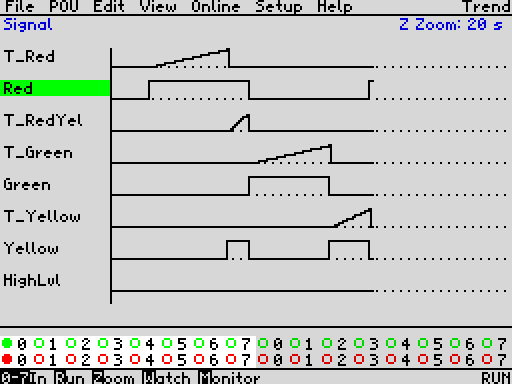 File POU Edit View Online Setup Help Trend
Signal Z Zoom: 20 s
T_Red
Red
T_RedYel
T_Green
Green
T_Yellow
Yellow
HighLvl
0 1 2 3 4 5 6 7 0 1 2 3 4 5 6 7
0 1 2 3 4 5 6 7 0 1 2 3 4 5 6 7
0-7In Run Zoom Watch Monitor RUN